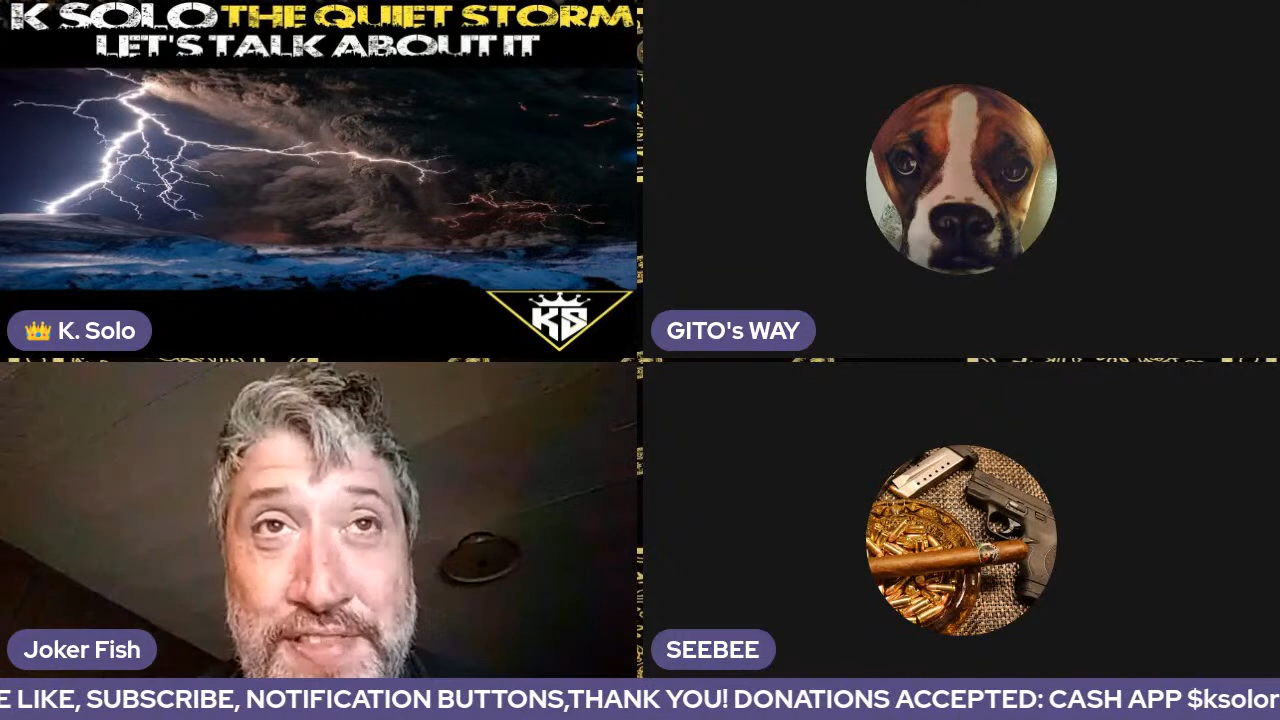 K SOLO THE QUIET STORM
LET'S TALK ABOUT IT
KS
K. Solo
GITO's WAY
Joker Fish
SEEBEE
E LIKE, SUBSCRIBE, NOTIFICATION BUTTONS,THANK YOU! DONATIONS ACCEPTED: CASH APP $ksolor